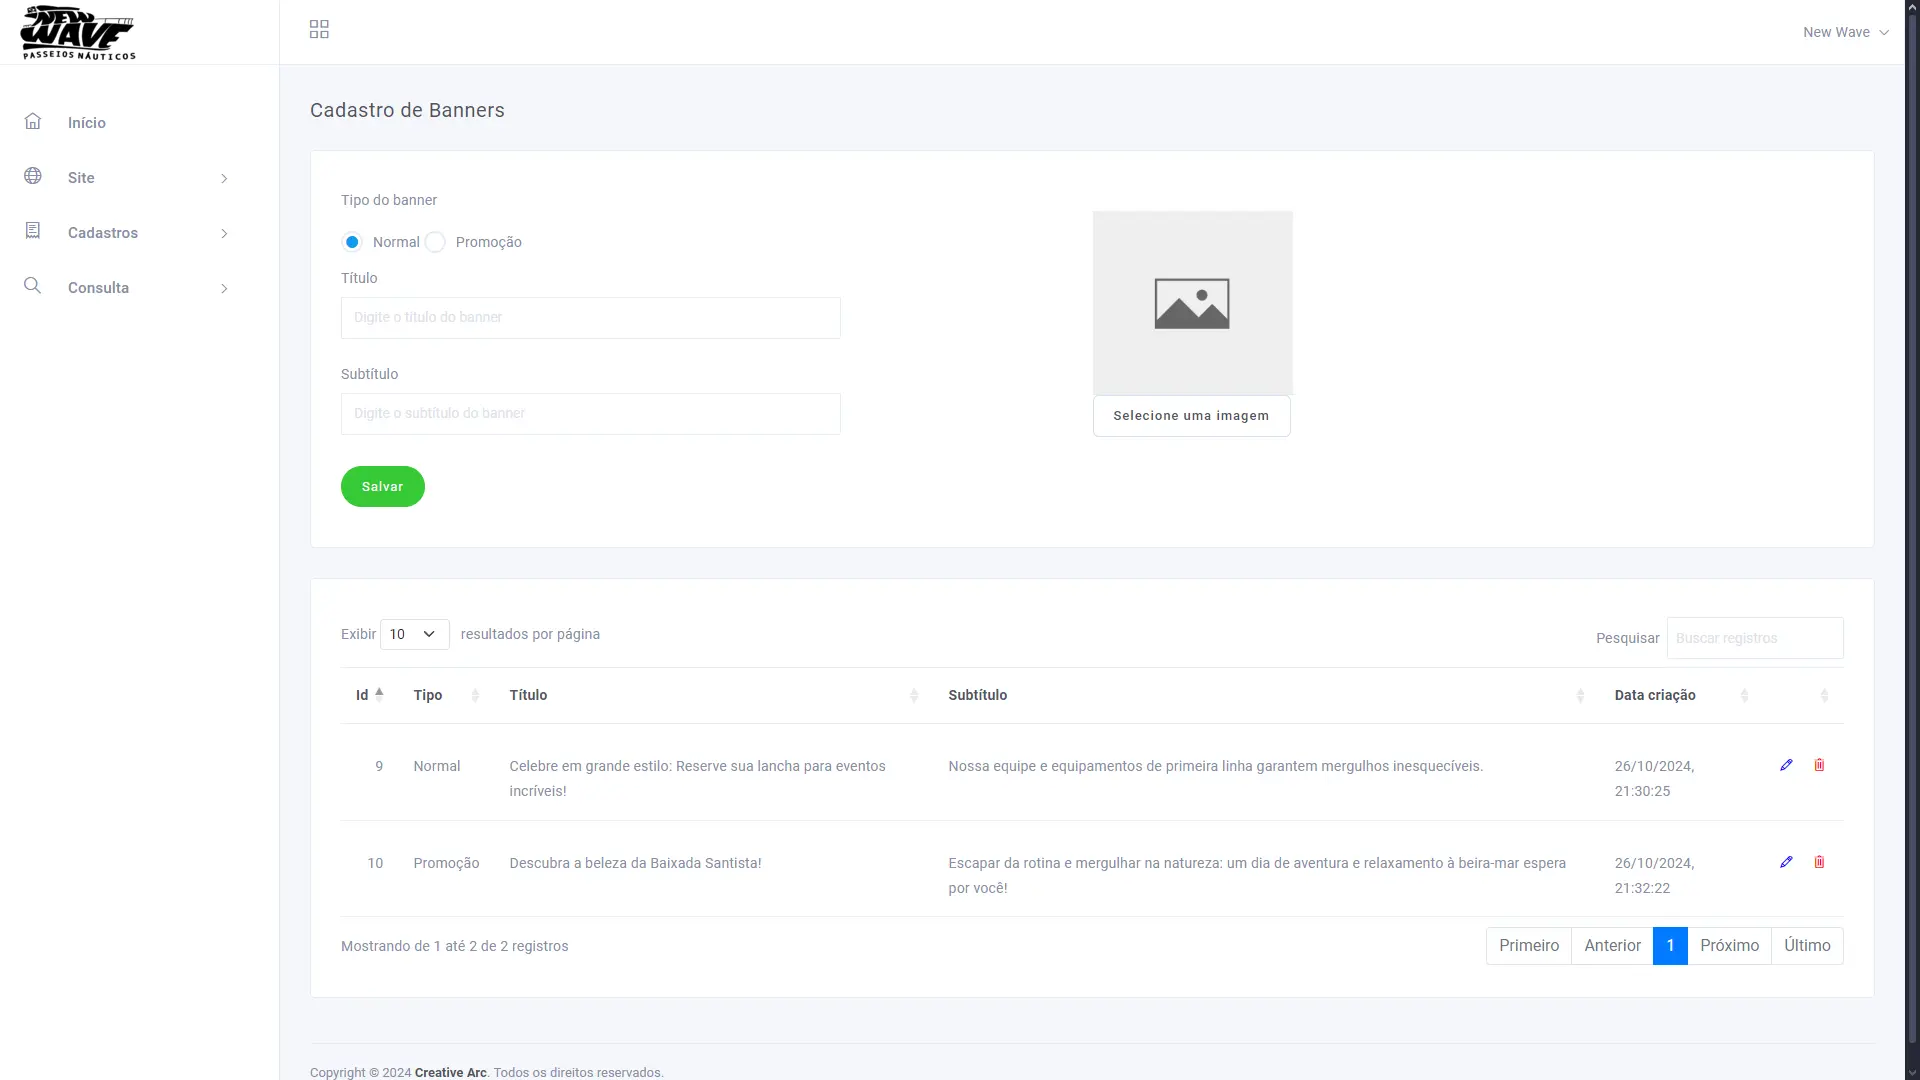 NEW WAVE
PASSEIOS NÁUTICOS
New Wave
Início
Site
Cadastros
Consulta
Cadastro de Banners
Tipo do banner
Normal Promoção
Título
Digite o título do banner
Subtítulo
Digite o subtítulo do banner
Selecione uma imagem
Salvar
Exibir 10 resultados por página
Pesquisar Buscar registros
Id Tipo Título Subtítulo Data criação
9 Normal Celebre em grande estilo: Reserve sua lancha para eventos Nossa equipe e equipamentos de primeira linha garantem mergulhos inesquecíveis. 26/10/2024,
incríveis! 21:30:25
10 Promoção Descubra a beleza da Baixada Santista! Escapar da rotina e mergulhar na natureza: um dia de aventura e relaxamento à beira-mar espera 26/10/2024,
por você! 21:32:22
Mostrando de 1 até 2 de 2 registros
Primeiro Anterior 1 Próximo Último
Copyright © 2024 Creative Arc. Todos os direitos reservados.